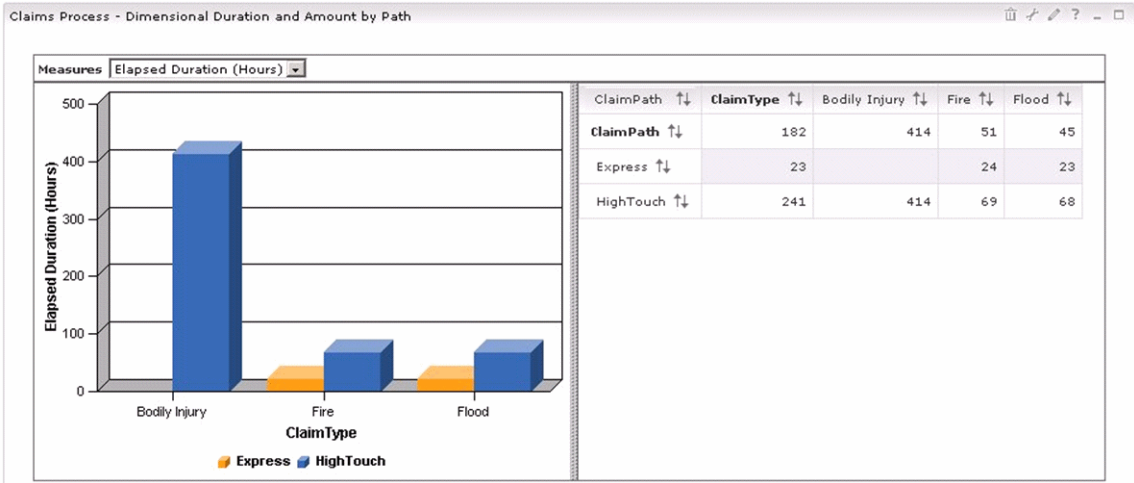 Claims Process - Dimensional Duration and Amount by Path
?
Measures Elapsed Duration (Hours)
500
400
300
200
100
0
Elapsed Duration (Hours)
Bodily Injury Fire Flood
ClaimType
Express HighTouch
ClaimPath ClaimType Bodily Injury Fire Flood
ClaimPath 182 414 51 45
Express 23 24 23
HighTouch 241 414 69 68